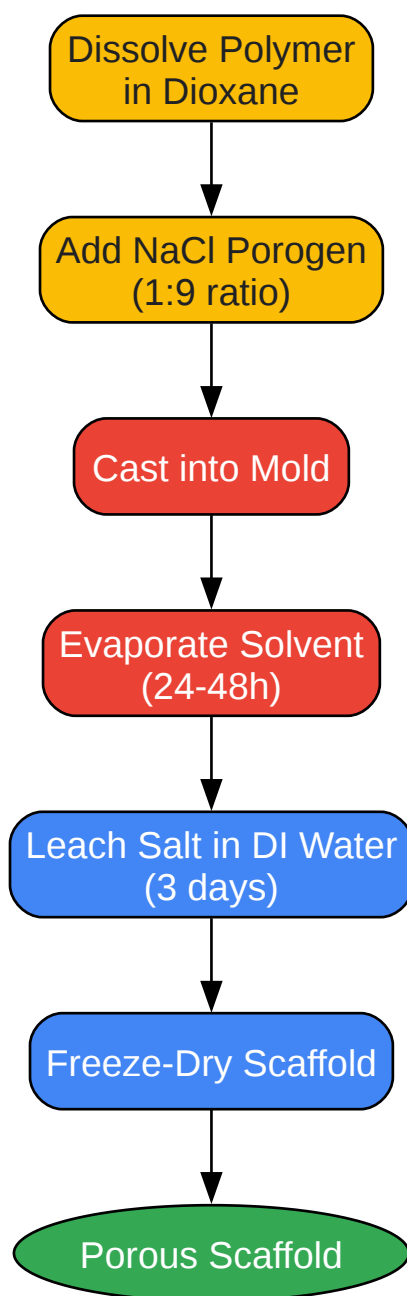 Dissolve Polymer
in Dioxane
Add NaCl Porogen
(1:9 ratio)
Cast into Mold
Evaporate Solvent
(24-48h)
Leach Salt in DI Water
(3 days)
Freeze-Dry Scaffold
Porous Scaffold